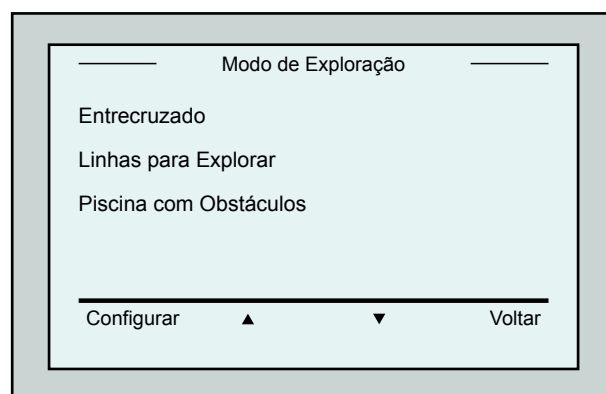 Modo de Exploração
Entrecruzado
Linhas para Explorar
Piscina com Obstáculos
Configurar ▲ ▼ Voltar